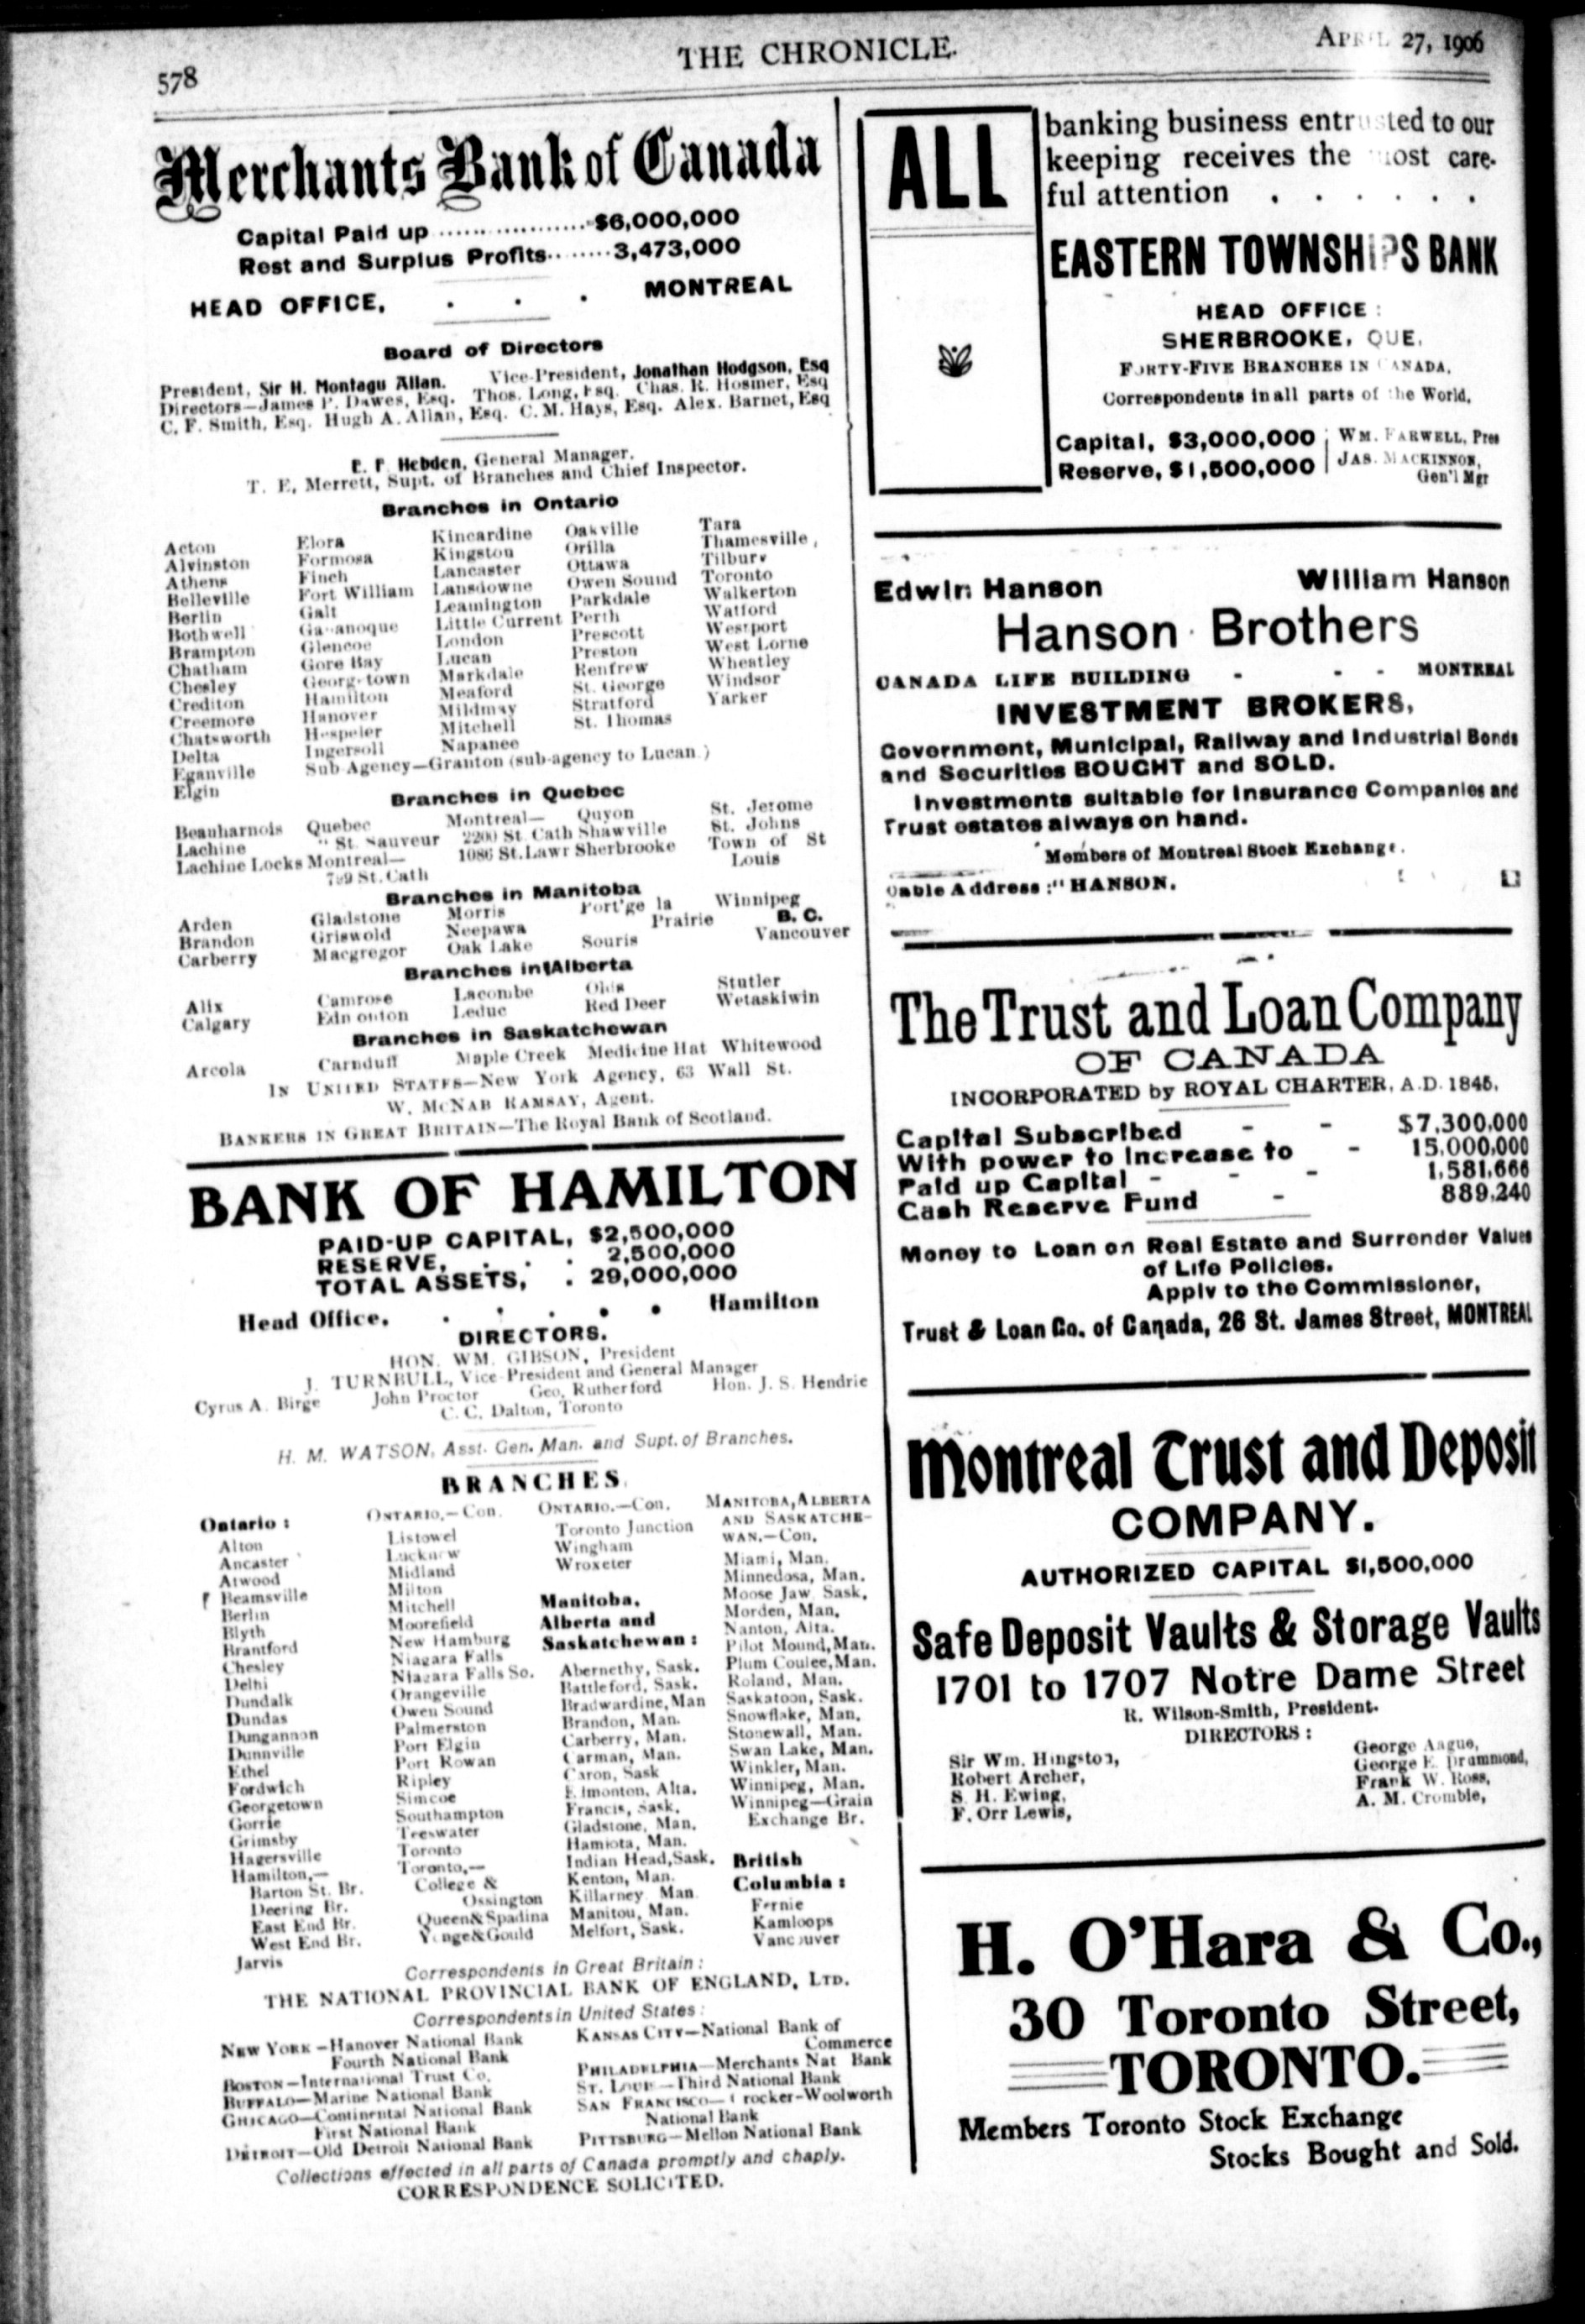 578
THE CHRONICLE.
APRIL 27, 1906
Merchants Bank of Canada
Capital Paid up ..................$6,000,000
Rest and Surplus Profits.........3,473,000
HEAD OFFICE, . . . MONTREAL
Board of Directors
President, Sir H. Montagu Allan. Vice-President, Jonathan Hodgson, Esq
Directors—James P. Dawes, Esq. Thos. Long, Esq. Chas. R. Hosmer, Esq
C. F. Smith, Esq. Hugh A. Allan, Esq. C. M. Hays, Esq. Alex. Barnet, Esq
E. F Hebden, General Manager.
T. E. Merrett, Supt. of Branches and Chief Inspector.
Branches in Ontario
Acton Elora Kincardine Oakville Tara
Alvinston Formosa Kingston Orilla Thamesville,
Athens Finch Lancaster Ottawa Tilbury
Belleville Fort William Lansdowne Owen Sound Toronto
Berlin Galt Leamington Parkdale Walkerton
Bothwell Gananoque Little Current Perth Watford
Brampton Glencoe London Prescott Westport
Chatham Gore Bay Lucan Preston West Lorne
Chesley Georgetown Markdale Renfrew Wheatley
Crediton Hamilton Meaford St. George Windsor
Creemore Hanover Mildmay Stratford Yarker
Chatsworth Hespeler Mitchell St. Thomas
Delta Ingersoll Napanee
Eganville Sub Agency—Granton (sub-agency to Lucan.)
Elgin
Branches in Quebec
Beauharnois Quebec Montreal— Quyon St. Jerome
Lachine " St. Sauveur 2200 St. Cath Shawville St. Johns
Lachine Locks Montreal— 1086 St. Lawr Sherbrooke Town of St
St. Cath Louis
Branches in Manitoba
Arden Gladstone Morris Port'ge la Winnipeg
Brandon Griswold Neepawa Prairie B. C.
Carberry Macgregor Oak Lake Souris Vancouver
Branches in Alberta
Alix Camrose Lacombe Olds Stutler
Calgary Edmonton Leduc Red Deer Wetaskiwin
Branches in Saskatchewan
Arcola Carnduff Maple Creek Medicine Hat Whitewood
IN UNITED STATES—New York Agency, 63 Wall St.
W. MCNAB RAMSAY, Agent.
BANKERS IN GREAT BRITAIN—The Royal Bank of Scotland.
BANK OF HAMILTON
PAID-UP CAPITAL, $2,500,000
RESERVE, . . . 2,500,000
TOTAL ASSETS, . 29,000,000
Head Office, . . . . . Hamilton
DIRECTORS.
HON. WM. GIBSON, President
J. TURNBULL, Vice-President and General Manager
Cyrus A. Birge John Proctor Geo. Rutherford Hon. J. S. Hendrie
C. C. Dalton, Toronto
H. M. WATSON, Asst. Gen. Man. and Supt. of Branches.
BRANCHES.
Ontario:
Alton
Ancaster
Atwood
Beamsville
Berlin
Blyth
Brantford
Chesley
Delhi
Dundalk
Dundas
Dungannon
Dunnville
Ethel
Fordwich
Georgetown
Gorrie
Grimsby
Hagersville
Hamilton,—
Barton St. Br.
Deering Br.
East End Br.
West End Br.
Jarvis
ONTARIO,—Con.
Listowel
Lucknow
Midland
Milton
Mitchell
Moorefield
New Hamburg
Niagara Falls
Niagara Falls So.
Orangeville
Owen Sound
Palmerston
Port Elgin
Port Rowan
Ripley
Simcoe
Southampton
Teeswater
Toronto
Toronto,—
College &
Ossington
Queen&Spadina
Yonge&Gould
ONTARIO.—Con.
Toronto Junction
Wingham
Wroxeter
Manitoba,
Alberta and
Saskatchewan:
Abernethy, Sask.
Battleford, Sask.
Bradwardine, Man
Brandon, Man.
Carberry, Man.
Carman, Man.
Caron, Sask
Edmonton, Alta.
Francis, Sask.
Gladstone, Man.
Hamiota, Man.
Indian Head, Sask.
Kenton, Man.
Killarney Man
Manitou, Man.
Melfort, Sask.
MANITOBA, ALBERTA
AND SASKATCHE-
WAN.—Con.
Miami, Man.
Minnedosa, Man.
Moose Jaw Sask.
Morden, Man.
Nanton, Alta.
Pilot Mound, Man.
Plum Coulee, Man.
Roland, Man.
Saskatoon, Sask.
Snowflake, Man.
Stonewall, Man.
Swan Lake, Man.
Winkler, Man.
Winnipeg, Man.
Winnipeg—Grain
Exchange Br.
British
Columbia:
Fernie
Kamloops
Vancouver
Correspondents in Great Britain:
THE NATIONAL PROVINCIAL BANK OF ENGLAND, LTD.
Correspondents in United States:
NEW YORK—Hanover National Bank
Fourth National Bank
BOSTON—International Trust Co.
BUFFALO—Marine National Bank
CHICAGO—Continental National Bank
First National Bank
DETROIT—Old Detroit National Bank
KANSAS CITY—National Bank of
Commerce
PHILADELPHIA—Merchants Nat Bank
ST. LOUIS—Third National Bank
SAN FRANCISCO—Crocker-Woolworth
National Bank
PITTSBURG—Mellon National Bank
Collections effected in all parts of Canada promptly and chaply.
CORRESPONDENCE SOLICITED.
ALL
banking business entrusted to our
keeping receives the most care-
ful attention . . . . . .
EASTERN TOWNSHIPS BANK
HEAD OFFICE:
SHERBROOKE, QUE.
FORTY-FIVE BRANCHES IN CANADA.
Correspondents in all parts of the World.
Capital, $3,000,000 WM. FARWELL, Pres
Reserve, $1,500,000 JAS. MACKINNON,
Gen'l Mgr
Edwin Hanson William Hanson
Hanson Brothers
CANADA LIFE BUILDING - - - MONTREAL
INVESTMENT BROKERS,
Government, Municipal, Railway and Industrial Bonds
and Securities BOUGHT and SOLD.
Investments suitable for Insurance Companies and
Trust estates always on hand.
Members of Montreal Stock Exchange.
Cable Address: "HANSON.
The Trust and Loan Company
OF CANADA
INCORPORATED by ROYAL CHARTER, A.D. 1845.
Capital Subscribed - - $7,300,000
With power to Increase to - 15,000,000
Paid up Capital - - - 1,581,666
Cash Reserve Fund - 889,240
Money to Loan on Real Estate and Surrender Values
of Life Policies.
Apply to the Commissioner,
Trust & Loan Co. of Canada, 26 St. James Street, MONTREAL
Montreal Trust and Deposit
COMPANY.
AUTHORIZED CAPITAL $1,500,000
Safe Deposit Vaults & Storage Vaults
1701 to 1707 Notre Dame Street
R. Wilson-Smith, President.
DIRECTORS:
Sir Wm. Hingston,
Robert Archer,
S. H. Ewing,
F. Orr Lewis,
George
George E. Drummond,
Frank W. Ross,
A. M. Crombie,
H. O'Hara & Co.,
30 Toronto Street,
TORONTO.
Members Toronto Stock Exchange
Stocks Bought and Sold.